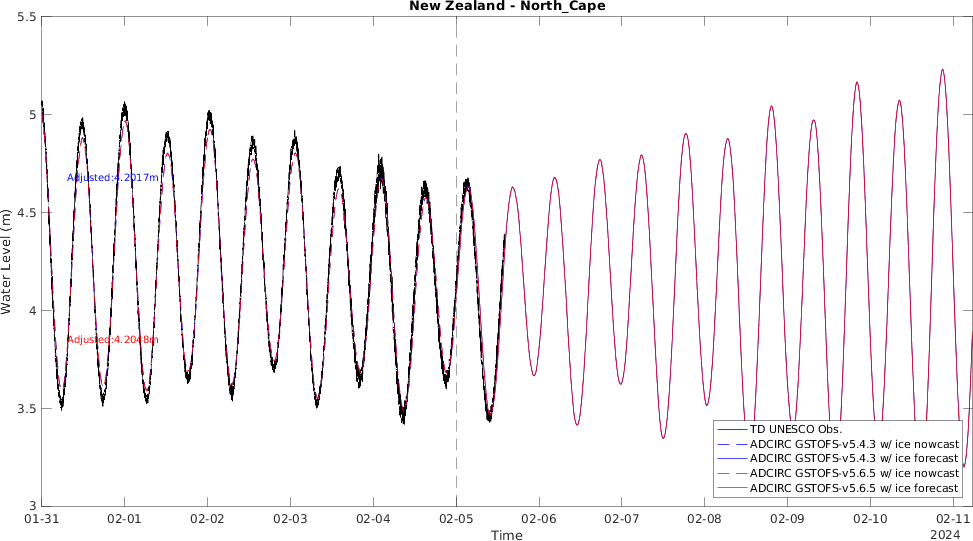 New Zealand - North_Cape
5.5
5
4.5
4
3.5
3
Water Level (m)
Adjusted:4.2017m
Adjusted:4.2048m
TD UNESCO Obs.
ADCIRC GSTOFS-v5.4.3 w/ ice nowcast
ADCIRC GSTOFS-v5.4.3 w/ ice forecast
ADCIRC GSTOFS-v5.6.5 w/ ice nowcast
ADCIRC GSTOFS-v5.6.5 w/ ice forecast
01-31 02-01 02-02 02-03 02-04 02-05 02-06 02-07 02-08 02-09 02-10 02-11
Time
2024